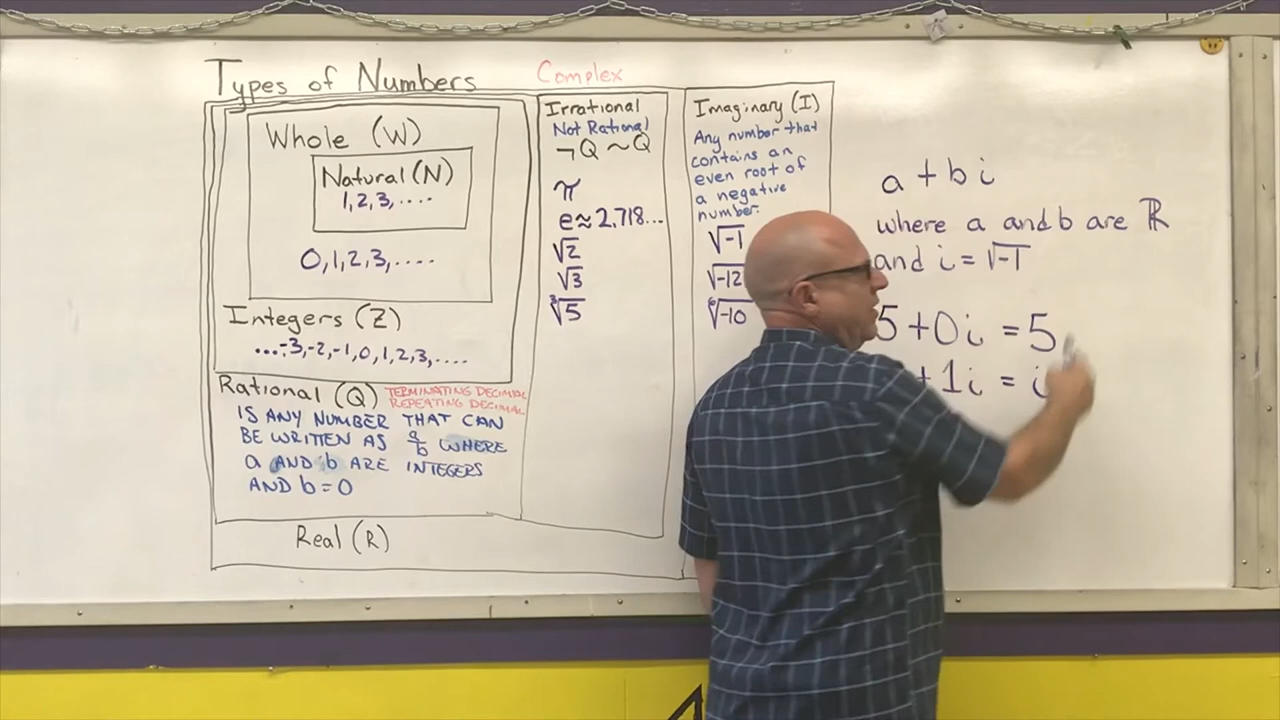 Types of Numbers
Complex
Whole (W)
Natural (N)
1, 2, 3, ....
0, 1, 2, 3, ....
Integers (Z)
...-3, -2, -1, 0, 1, 2, 3, ....
Rational (Q) TERMINATING DECIMAL
REPEATING DECIMAL
IS ANY NUMBER THAT CAN
BE WRITTEN AS a/b WHERE
a AND b ARE INTEGERS
AND b = 0
Real (R)
Irrational
Not Rational
¬Q ~Q
π
e ≈ 2.718...
√2
√3
∛5
Imaginary (I)
Any number that
contains an
even root of
a negative
number.
√-1
√-12
⁶√-10
a + bi
where a and b are ℝ
and i = √-1
5 + 0i = 5
+ 1i = i